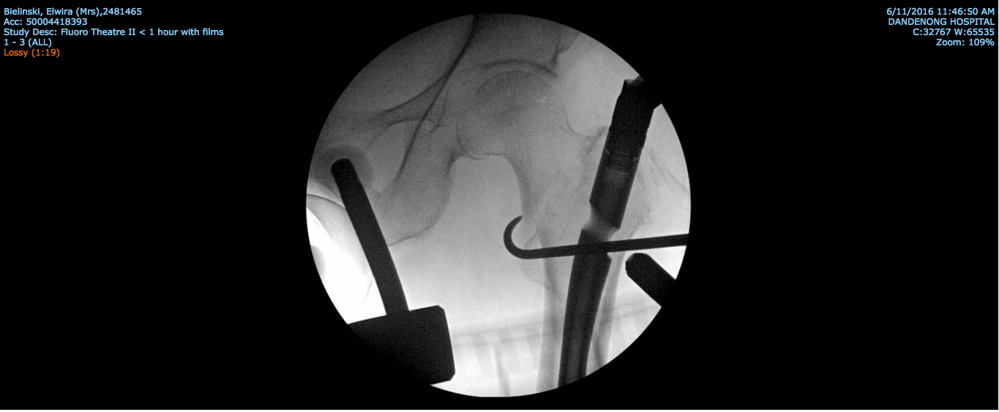 Bielinski, Elwira (Mrs),2481465
Acc: 50004418393
Study Desc: Fluoro Theatre II < 1 hour with films
1 - 3 (ALL)
Lossy (1:19)
6/11/2016 11:46:50 AM
DANDENONG HOSPITAL
C:32767 W:65535
Zoom: 109%